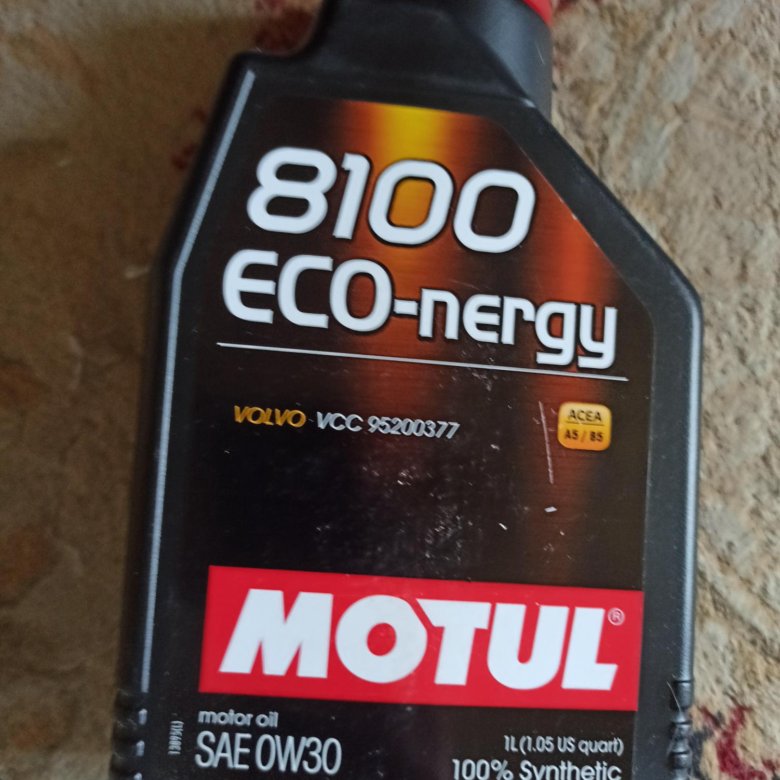 8100
ECO-nergy
VOLVO VCC 95200377
ACEA
A5 / B5
MOTUL®
motor oil
SAE 0W30
1L (1.05 US quart)
100% Synthetic